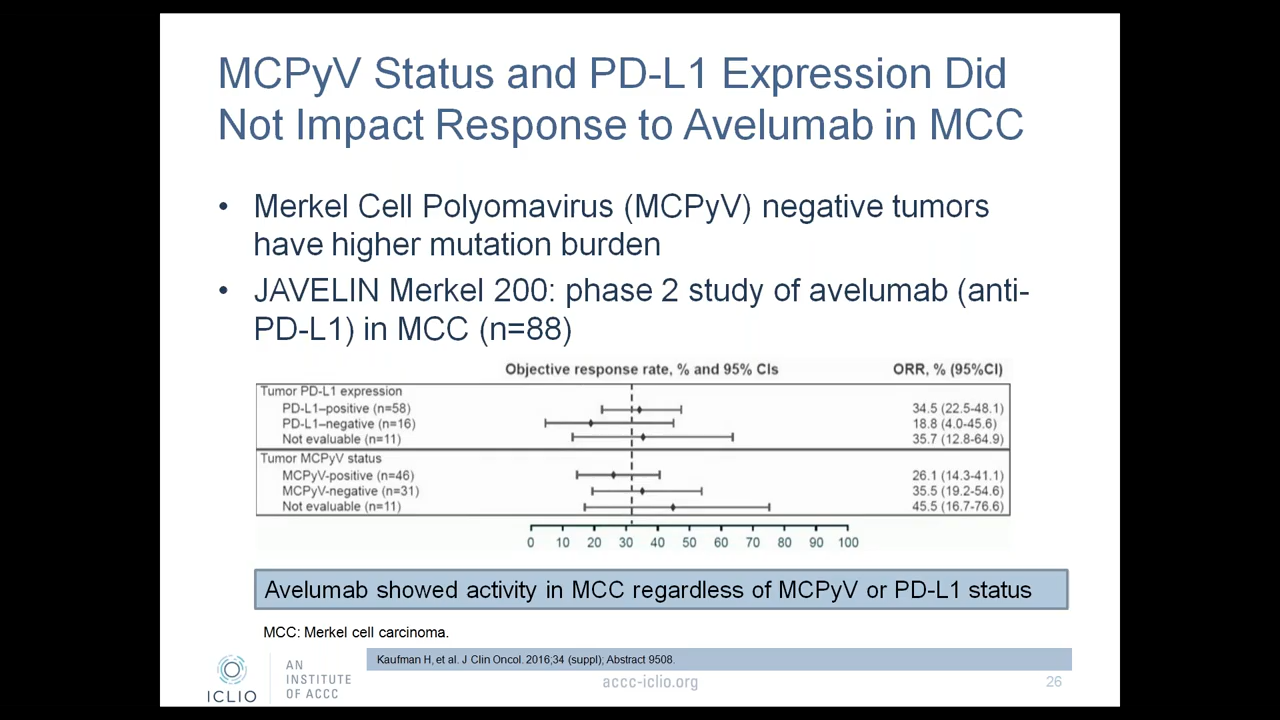 MCPyV Status and PD-L1 Expression Did
Not Impact Response to Avelumab in MCC
• Merkel Cell Polyomavirus (MCPyV) negative tumors
have higher mutation burden
• JAVELIN Merkel 200: phase 2 study of avelumab (anti-
PD-L1) in MCC (n=88)
Objective response rate, % and 95% CIs ORR, % (95%CI)
Tumor PD-L1 expression
PD-L1–positive (n=58) 34.5 (22.5-48.1)
PD-L1–negative (n=16) 18.8 (4.0-45.6)
Not evaluable (n=11) 35.7 (12.8-64.9)
Tumor MCPyV status
MCPyV-positive (n=46) 26.1 (14.3-41.1)
MCPyV-negative (n=31) 35.5 (19.2-54.6)
Not evaluable (n=11) 45.5 (16.7-76.6)
0 10 20 30 40 50 60 70 80 90 100
Avelumab showed activity in MCC regardless of MCPyV or PD-L1 status
MCC: Merkel cell carcinoma.
Kaufman H, et al. J Clin Oncol. 2016;34 (suppl); Abstract 9508.
ICLIO
AN
INSTITUTE
OF ACCC
accc-iclio.org
26